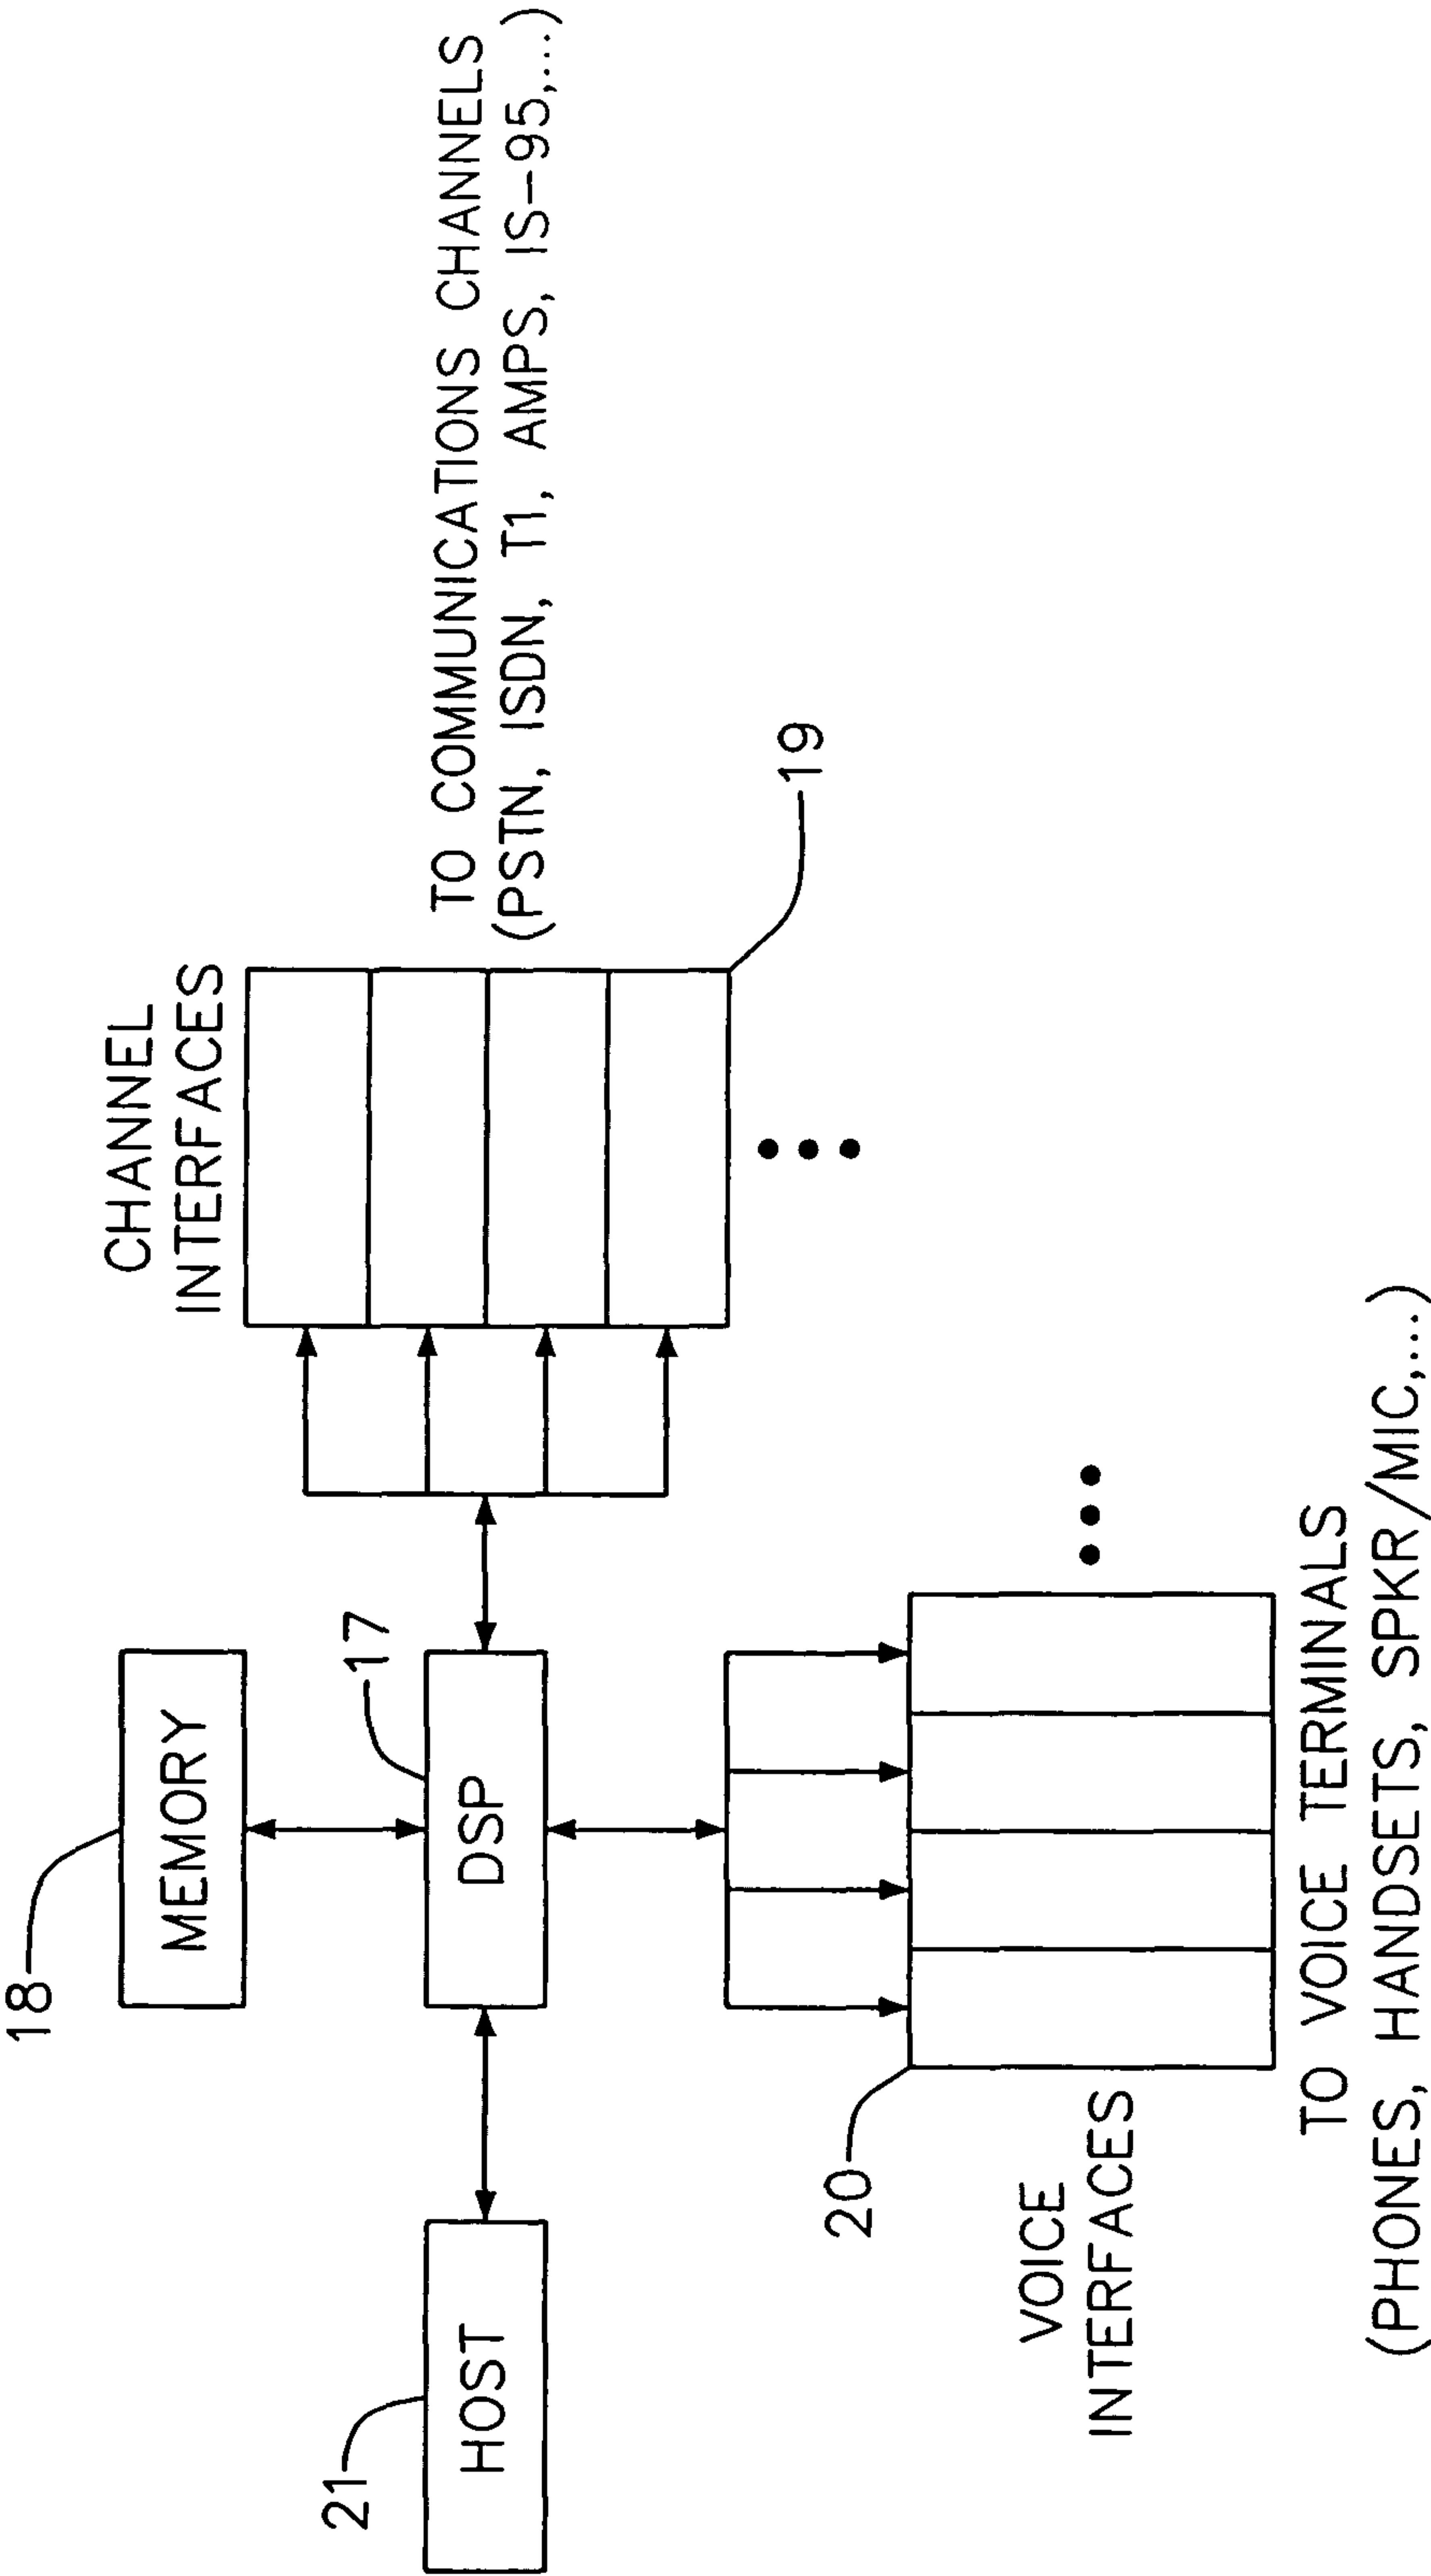 18
MEMORY
CHANNEL
INTERFACES
21
HOST
17
DSP
TO COMMUNICATIONS CHANNELS
(PSTN, ISDN, T1, AMPS, IS-95,...)
19
20
VOICE
INTERFACES
TO VOICE TERMINALS
(PHONES, HANDSETS, SPKR/MIC,...)